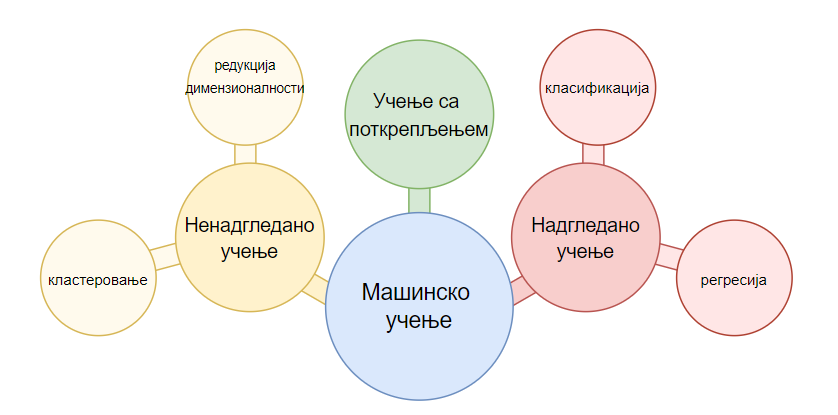 редукција
димензионалности
Учење са
поткрепљењем
класификација
Ненадгледано
учење
Надгледано
учење
кластеровање
Машинско
учење
регресија